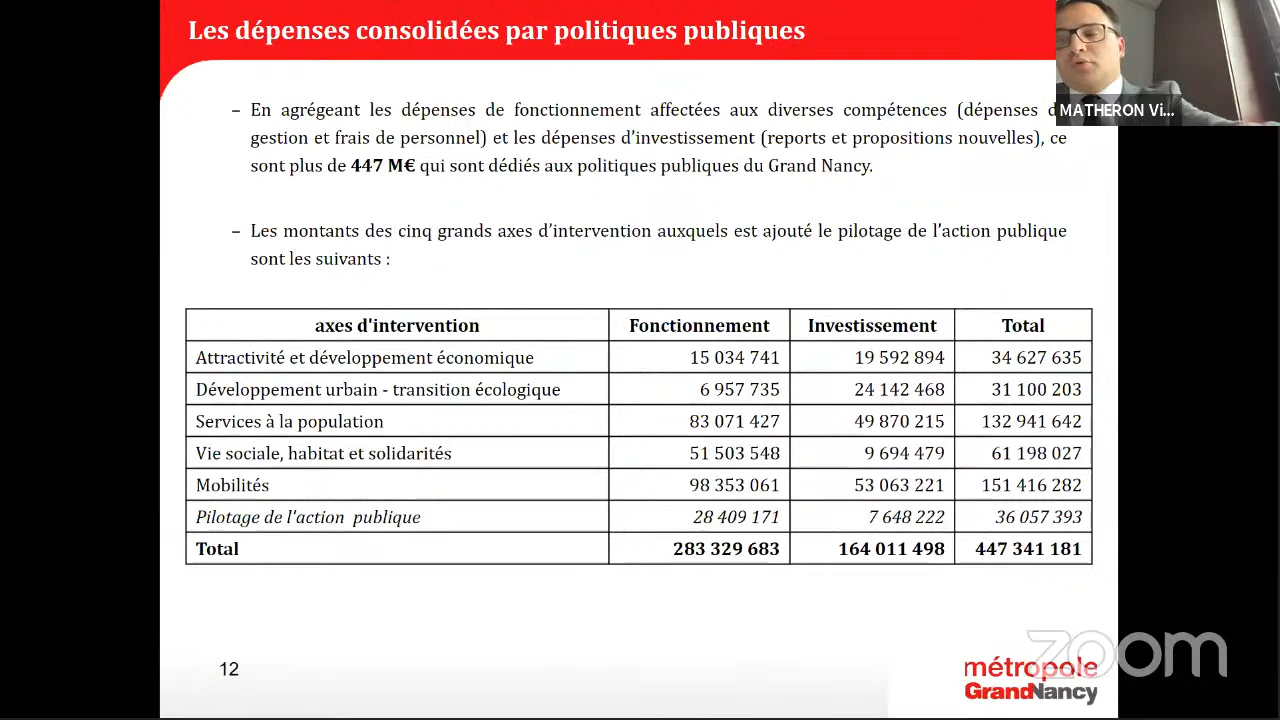 Les dépenses consolidées par politiques publiques
– En agrégeant les dépenses de fonctionnement affectées aux diverses compétences (dépenses
MATHERON Vi...
gestion et frais de personnel) et les dépenses d'investissement (reports et propositions nouvelles), ce
sont plus de 447 M€ qui sont dédiés aux politiques publiques du Grand Nancy.
– Les montants des cinq grands axes d'intervention auxquels est ajouté le pilotage de l'action publique
sont les suivants :
axes d'intervention Fonctionnement Investissement Total
Attractivité et développement économique 15 034 741 19 592 894 34 627 635
Développement urbain - transition écologique 6 957 735 24 142 468 31 100 203
Services à la population 83 071 427 49 870 215 132 941 642
Vie sociale, habitat et solidarités 51 503 548 9 694 479 61 198 027
Mobilités 98 353 061 53 063 221 151 416 282
Pilotage de l'action publique 28 409 171 7 648 222 36 057 393
Total 283 329 683 164 011 498 447 341 181
12
zoom
métropole
GrandNancy